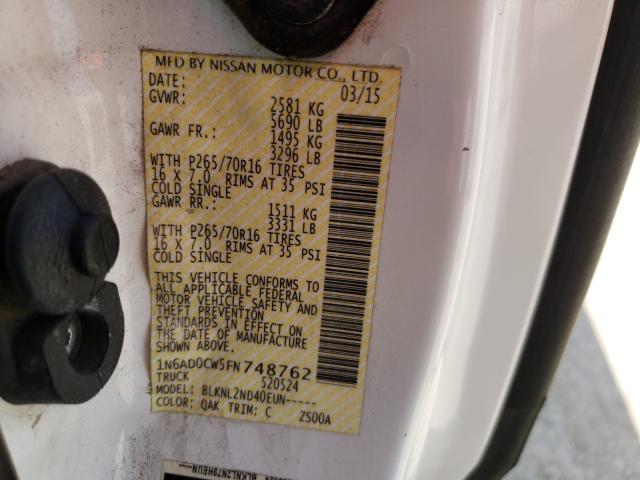 MFD BY NISSAN MOTOR CO., LTD.
DATE: 03/15
GVWR: 2581 KG
5690 LB
GAWR FR.: 1495 KG
3296 LB
WITH P265/70R16 TIRES
16 X 7.0 RIMS AT 35 PSI
COLD SINGLE
GAWR RR.: 1511 KG
3331 LB
WITH P265/70R16 TIRES
16 X 7.0 RIMS AT 35 PSI
COLD SINGLE
THIS VEHICLE CONFORMS TO
ALL APPLICABLE FEDERAL
MOTOR VEHICLE SAFETY AND
THEFT PREVENTION
STANDARDS IN EFFECT ON
THE DATE OF MANUFACTURE
SHOWN ABOVE.
1N6AD0CW5FN748762
TRUCK S20524
MODEL: BLKNL2ND40EUN-----
COLOR: QAK TRIM: C ZS00A
BLKNL2N79HEUN-----